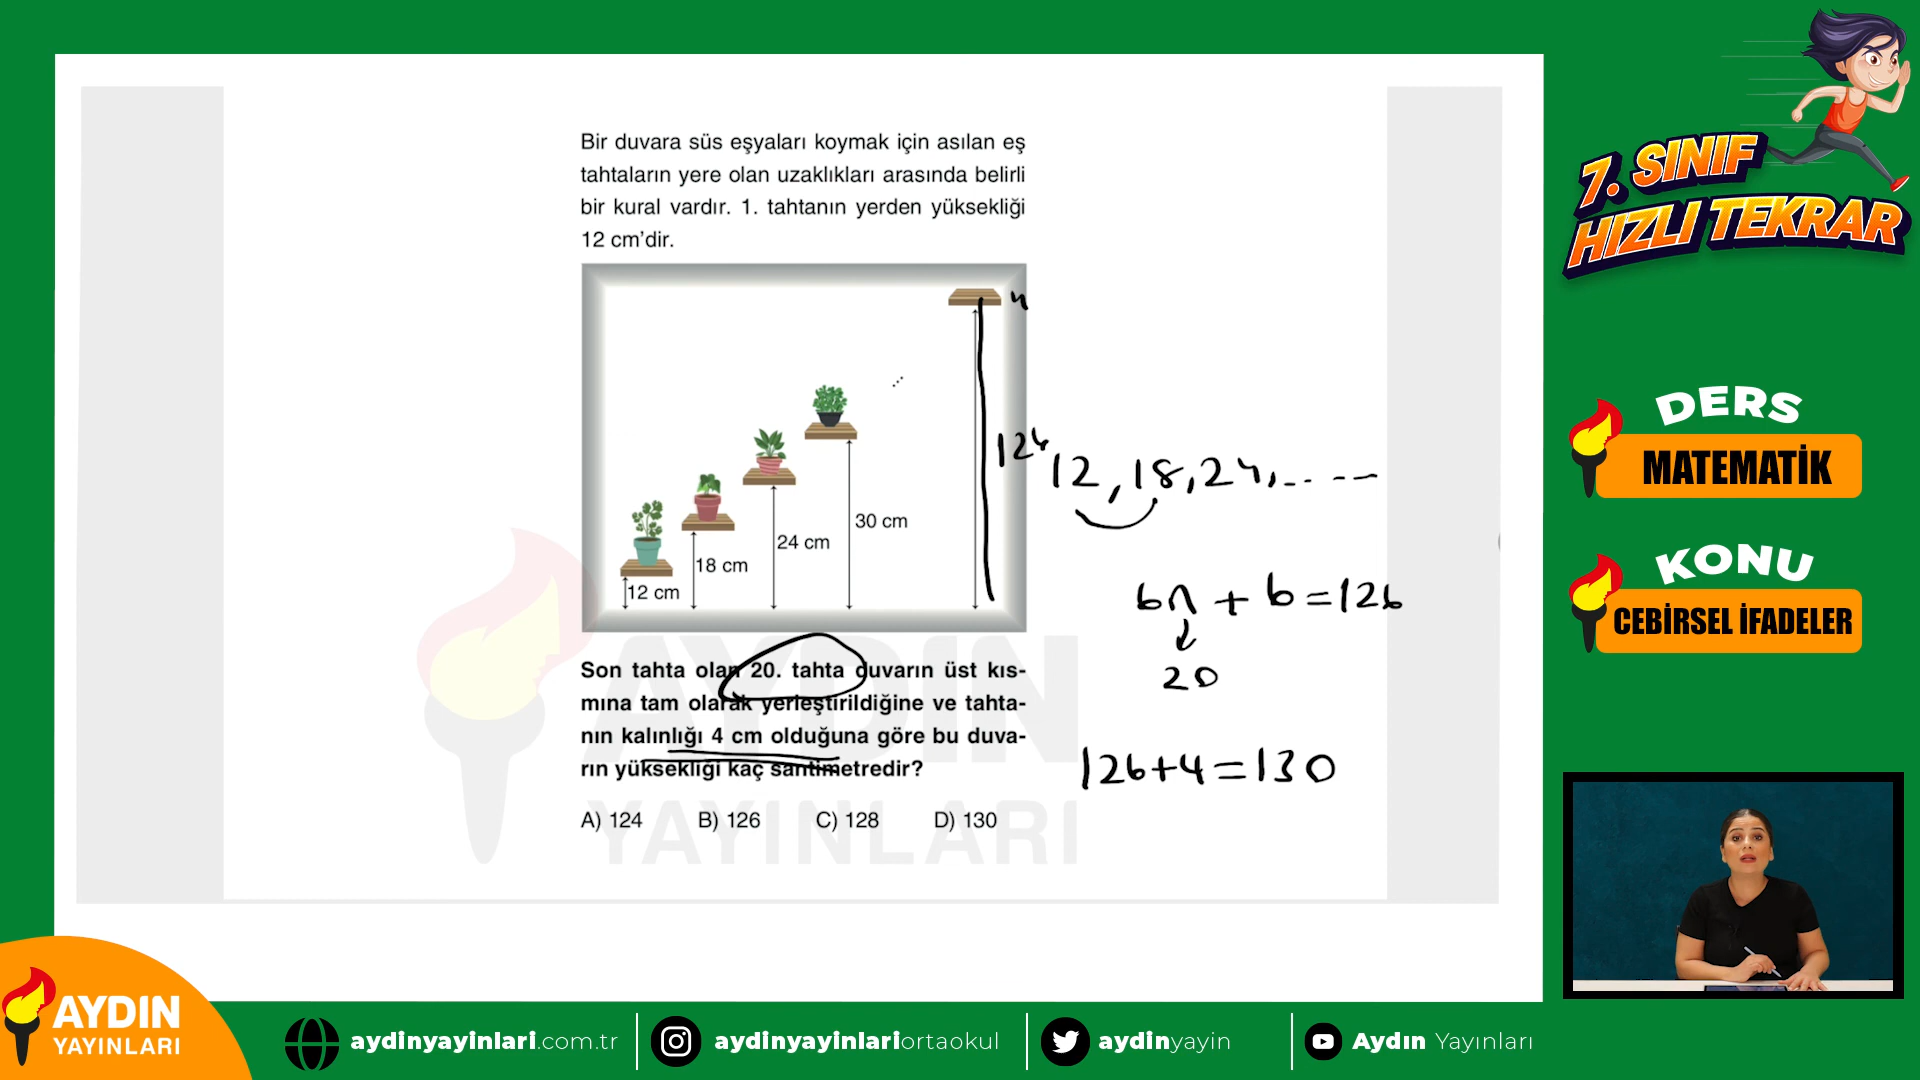 Bir duvara süs eşyaları koymak için asılan eş
tahtaların yere olan uzaklıkları arasında belirli
bir kural vardır. 1. tahtanın yerden yüksekliği
12 cm'dir.
4
126
30 cm
24 cm
18 cm
12 cm
12, 18, 24, .. . --
6n + 6 = 126
20
Son tahta olan 20. tahta duvarın üst kıs-
mına tam olarak yerleştirildiğine ve tahta-
nın kalınlığı 4 cm olduğuna göre bu duva-
rın yüksekliği kaç santimetredir?
126+4=130
A) 124 B) 126 C) 128 D) 130
AYDIN
YAYINLARI
7. SINIF
HIZLI TEKRAR
DERS
MATEMATİK
KONU
CEBİRSEL İFADELER
AYDIN
YAYINLARI
aydinyayinlari.com.tr
aydinyayinlariortaokul
aydinyayin
Aydın Yayınları